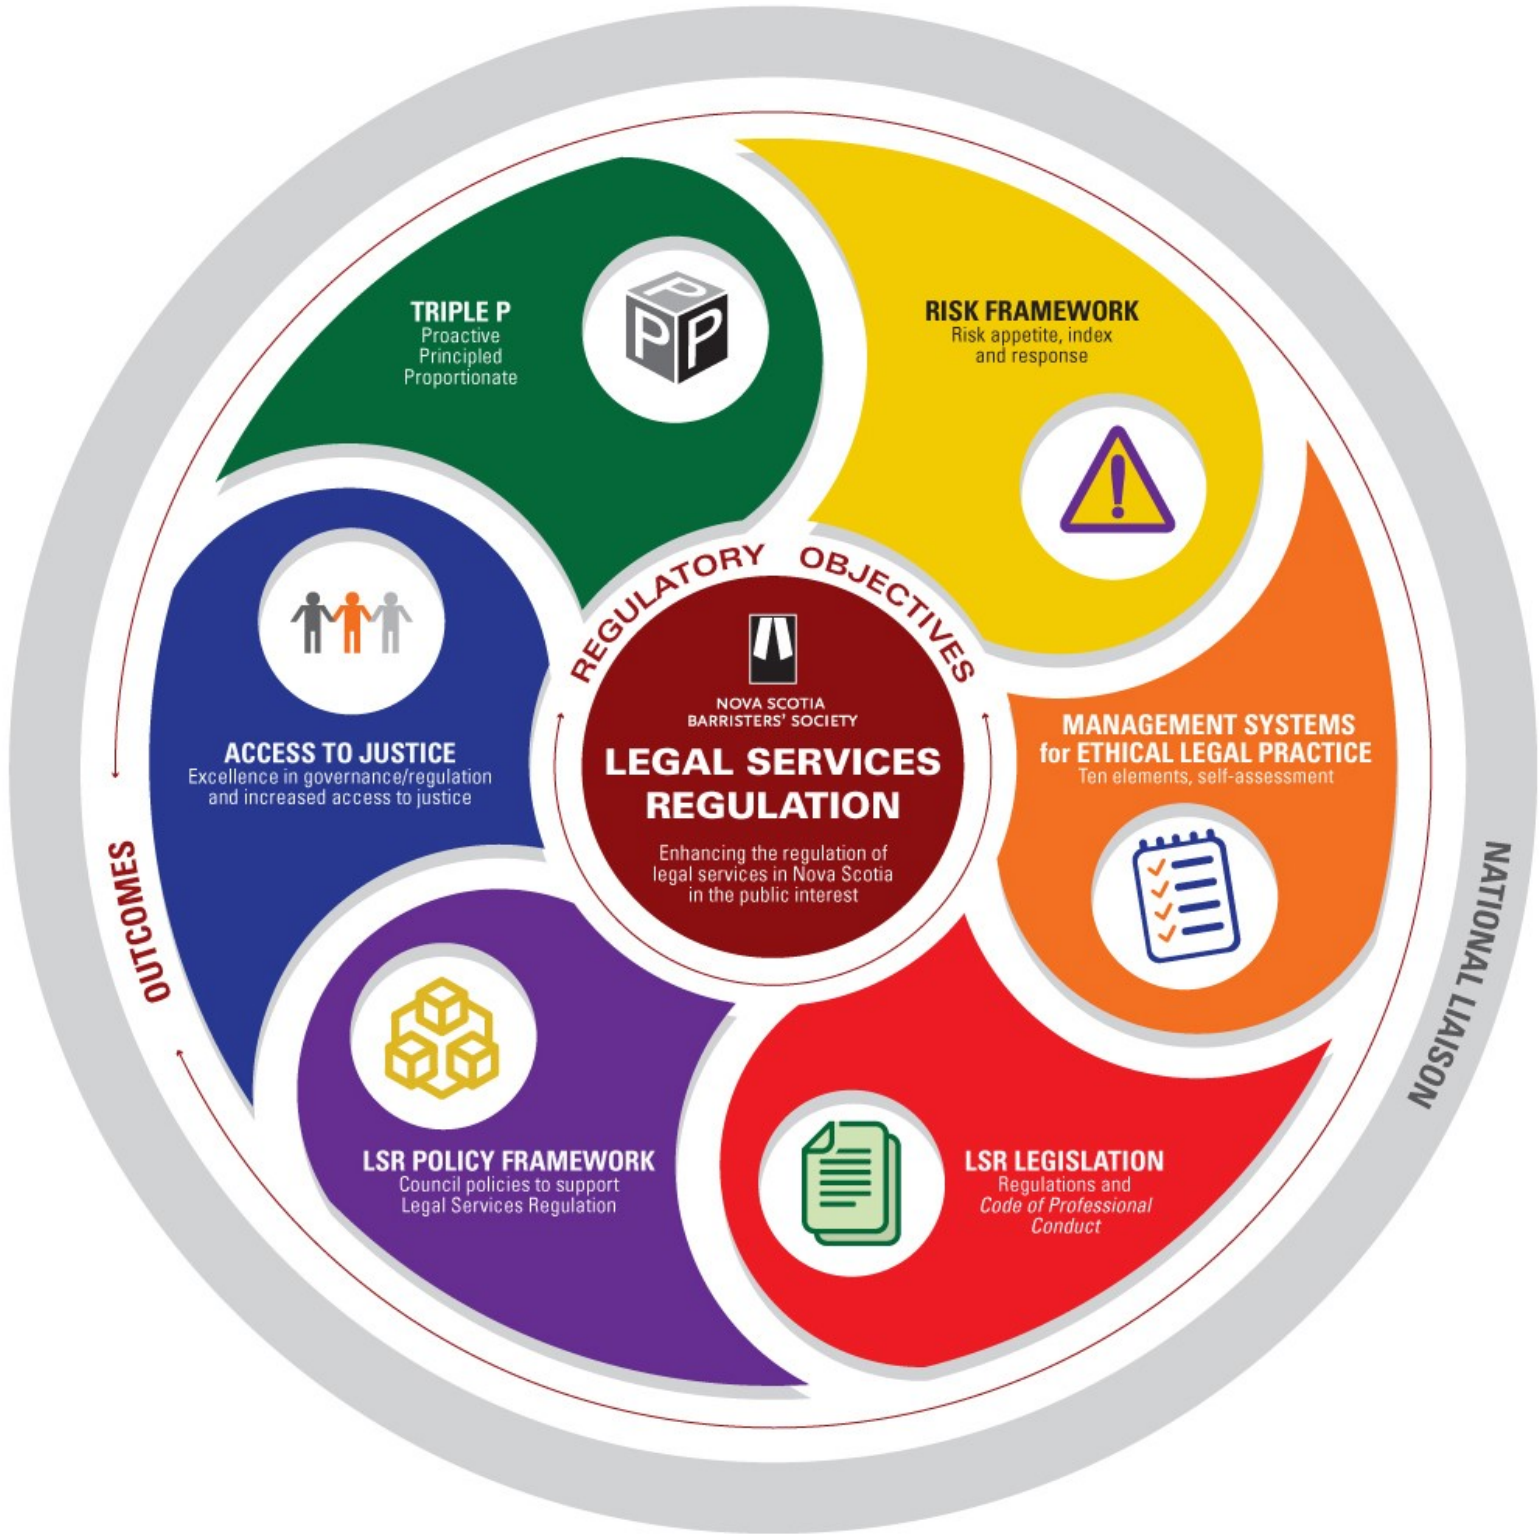 TRIPLE P
Proactive
Principled
Proportionate
P
P
P
RISK FRAMEWORK
Risk appetite, index
and response
MANAGEMENT SYSTEMS
for ETHICAL LEGAL PRACTICE
Ten elements, self-assessment
LSR LEGISLATION
Regulations and
Code of Professional
Conduct
LSR POLICY FRAMEWORK
Council policies to support
Legal Services Regulation
ACCESS TO JUSTICE
Excellence in governance/regulation
and increased access to justice
REGULATORY OBJECTIVES
NOVA SCOTIA
BARRISTERS' SOCIETY
LEGAL SERVICES
REGULATION
Enhancing the regulation of
legal services in Nova Scotia
in the public interest
OUTCOMES
NATIONAL LIAISON